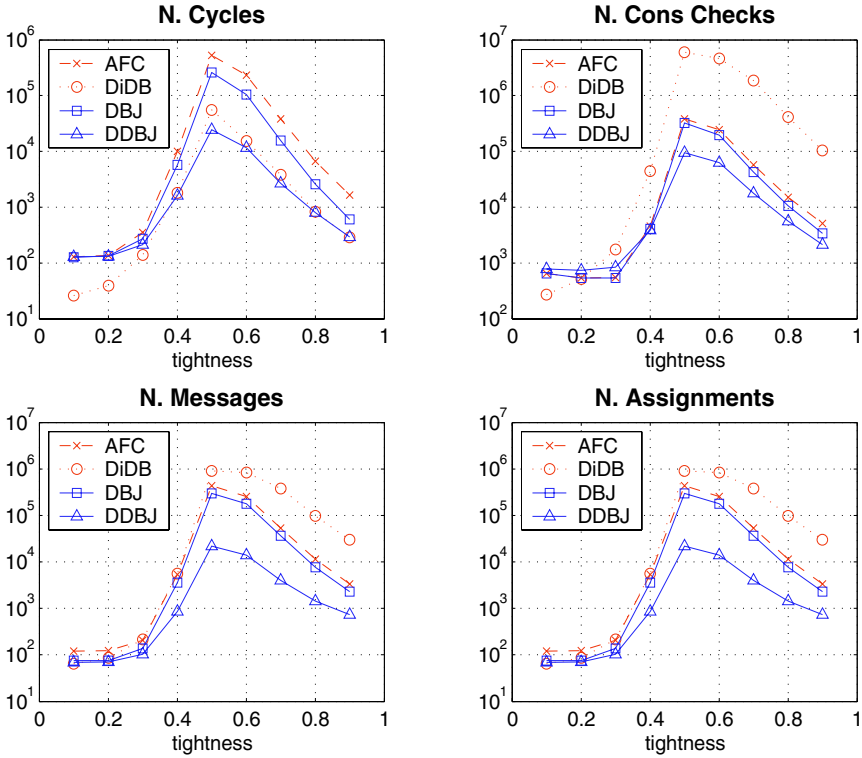 N. Cycles
10^6
10^5
10^4
10^3
10^2
10^1
AFC
DiDB
DBJ
DDBJ
0 0.2 0.4 0.6 0.8 1
tightness
N. Cons Checks
10^7
10^6
10^5
10^4
10^3
10^2
AFC
DiDB
DBJ
DDBJ
0 0.2 0.4 0.6 0.8 1
tightness
N. Messages
10^7
10^6
10^5
10^4
10^3
10^2
10^1
AFC
DiDB
DBJ
DDBJ
0 0.2 0.4 0.6 0.8 1
tightness
N. Assignments
10^7
10^6
10^5
10^4
10^3
10^2
10^1
AFC
DiDB
DBJ
DDBJ
0 0.2 0.4 0.6 0.8 1
tightness